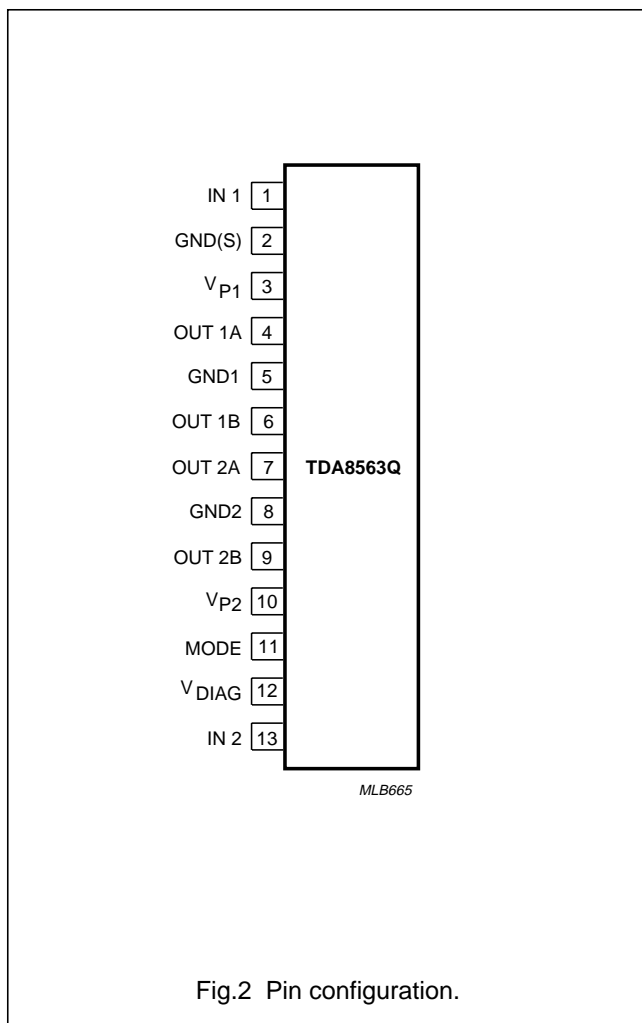 IN 1 1
GND(S) 2
VP1 3
OUT 1A 4
GND1 5
OUT 1B 6
OUT 2A 7 TDA8563Q
GND2 8
OUT 2B 9
VP2 10
MODE 11
VDIAG 12
IN 2 13
MLB665
Fig.2 Pin configuration.